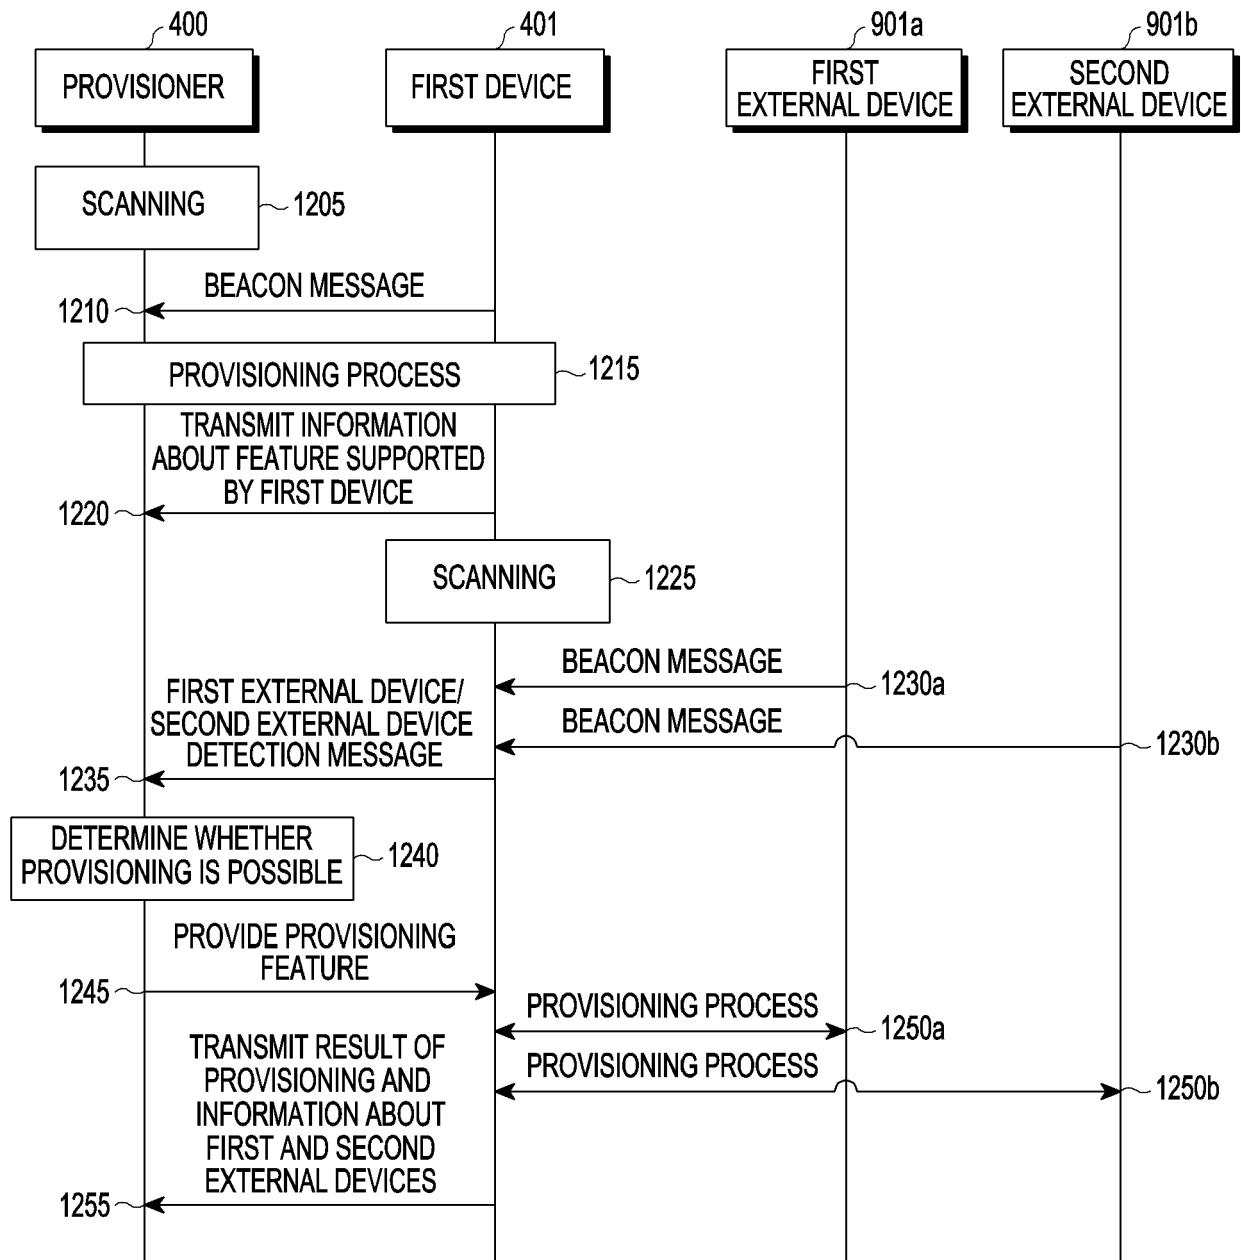 400
401
901a
901b
PROVISIONER
FIRST DEVICE
FIRST
EXTERNAL DEVICE
SECOND
EXTERNAL DEVICE
SCANNING
1205
BEACON MESSAGE
1210
PROVISIONING PROCESS
1215
TRANSMIT INFORMATION
ABOUT FEATURE SUPPORTED
BY FIRST DEVICE
1220
SCANNING
1225
BEACON MESSAGE
1230a
FIRST EXTERNAL DEVICE/
SECOND EXTERNAL DEVICE
DETECTION MESSAGE
BEACON MESSAGE
1230b
1235
DETERMINE WHETHER
PROVISIONING IS POSSIBLE
1240
PROVIDE PROVISIONING
FEATURE
1245
PROVISIONING PROCESS
1250a
PROVISIONING PROCESS
1250b
TRANSMIT RESULT OF
PROVISIONING AND
INFORMATION ABOUT
FIRST AND SECOND
EXTERNAL DEVICES
1255